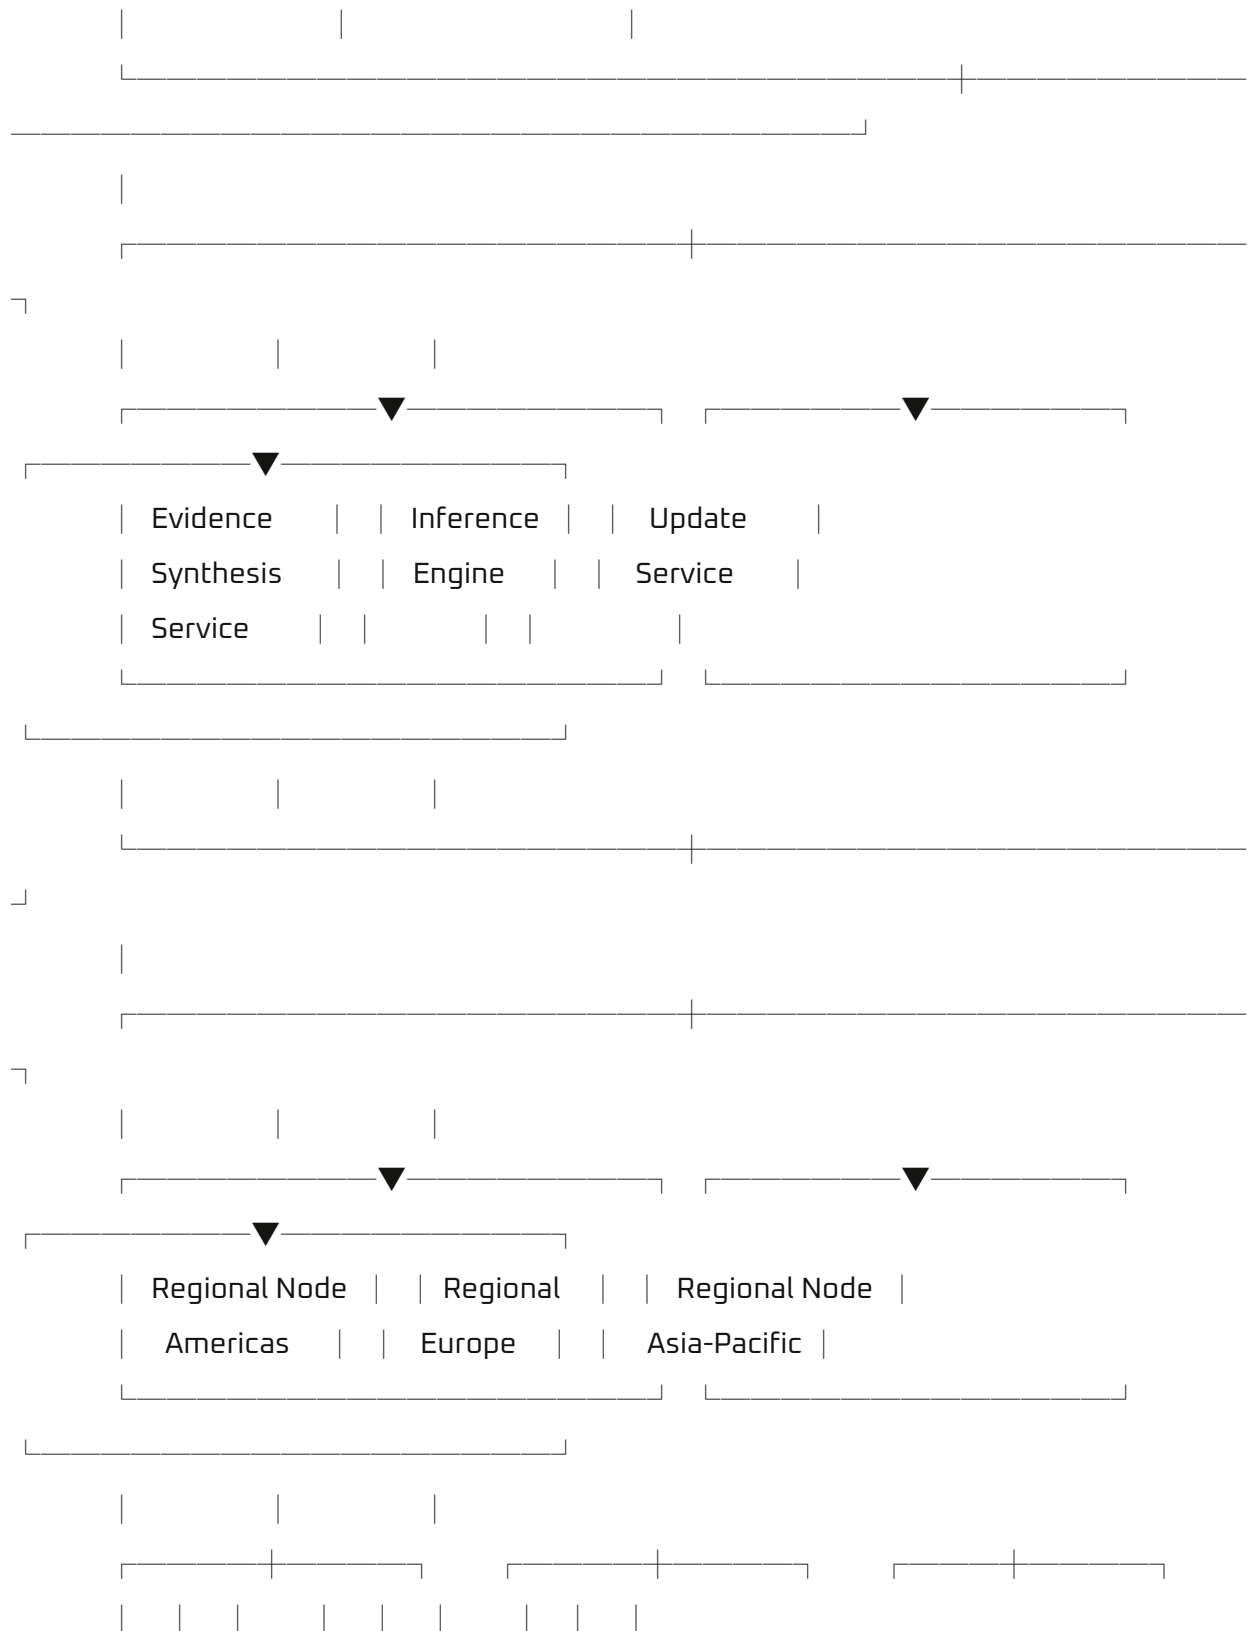 Evidence Inference Update
Synthesis Engine Service
Service
Regional Node Regional Regional Node
Americas Europe Asia-Pacific